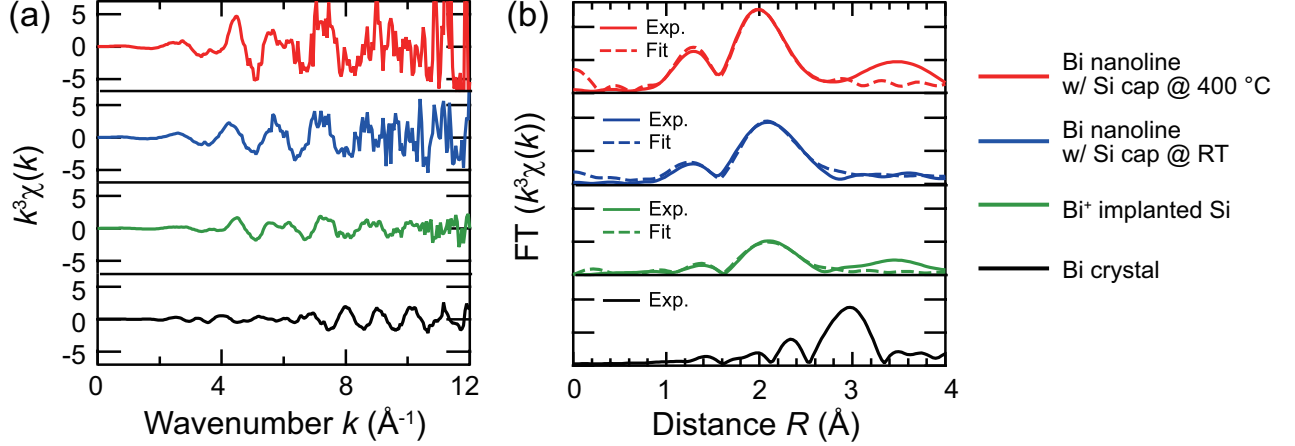 (a)
5
0
-5
5
0
-5
5
0
-5
5
0
-5
k³χ(k)
0
4
8
12
Wavenumber k (Å⁻¹)
(b)
Exp.
Fit
Exp.
Fit
Exp.
Fit
Exp.
FT (k³χ(k))
0
1
2
3
4
Distance R (Å)
Bi nanoline
w/ Si cap @ 400 °C
Bi nanoline
w/ Si cap @ RT
Bi⁺ implanted Si
Bi crystal